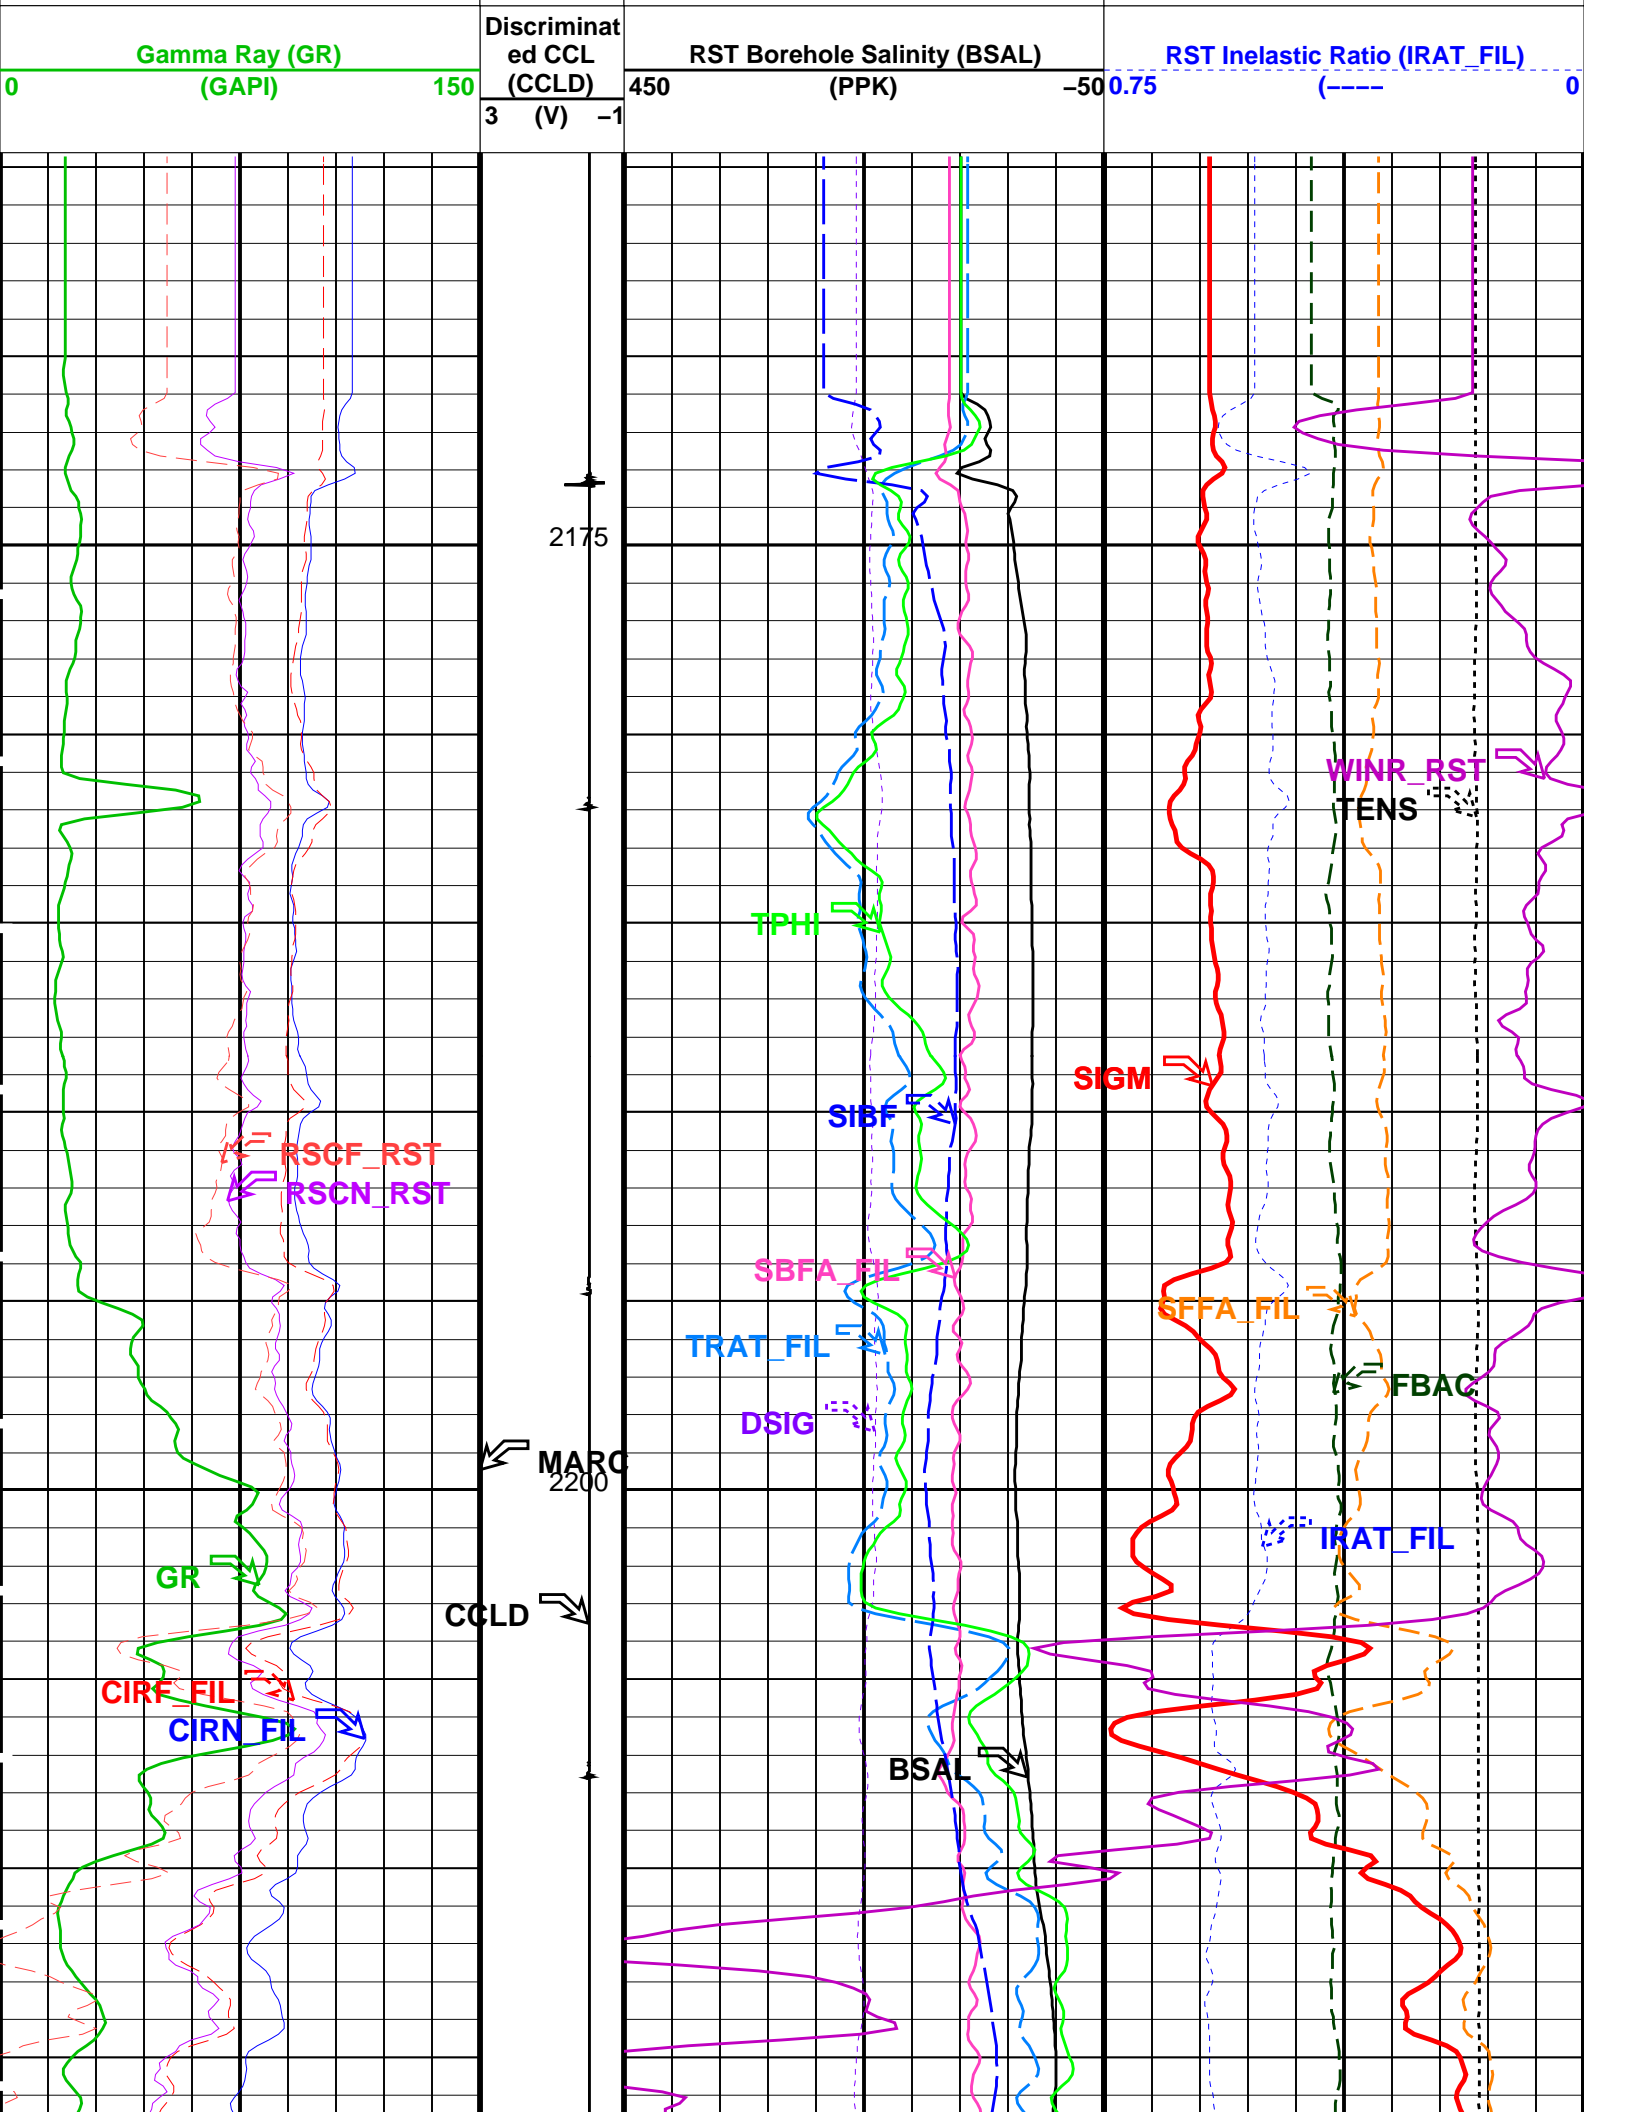 Gamma Ray (GR)
0 (GAPI) 150
Discriminat
ed CCL
(CCLD)
3 (V) −1
RST Borehole Salinity (BSAL)
450 (PPK) −50
RST Inelastic Ratio (IRAT_FIL)
0.75 (−−−− 0
2175
WINR_RST
TENS
TPHI
SIGM
SIBF
RSCF_RST
RSCN_RST
SBFA_FIL
SFFA_FIL
TRAT_FIL
FBAC
DSIG
MARC
2200
IRAT_FIL
GR
CCLD
CIRF_FIL
CIRN_FIL
BSAL